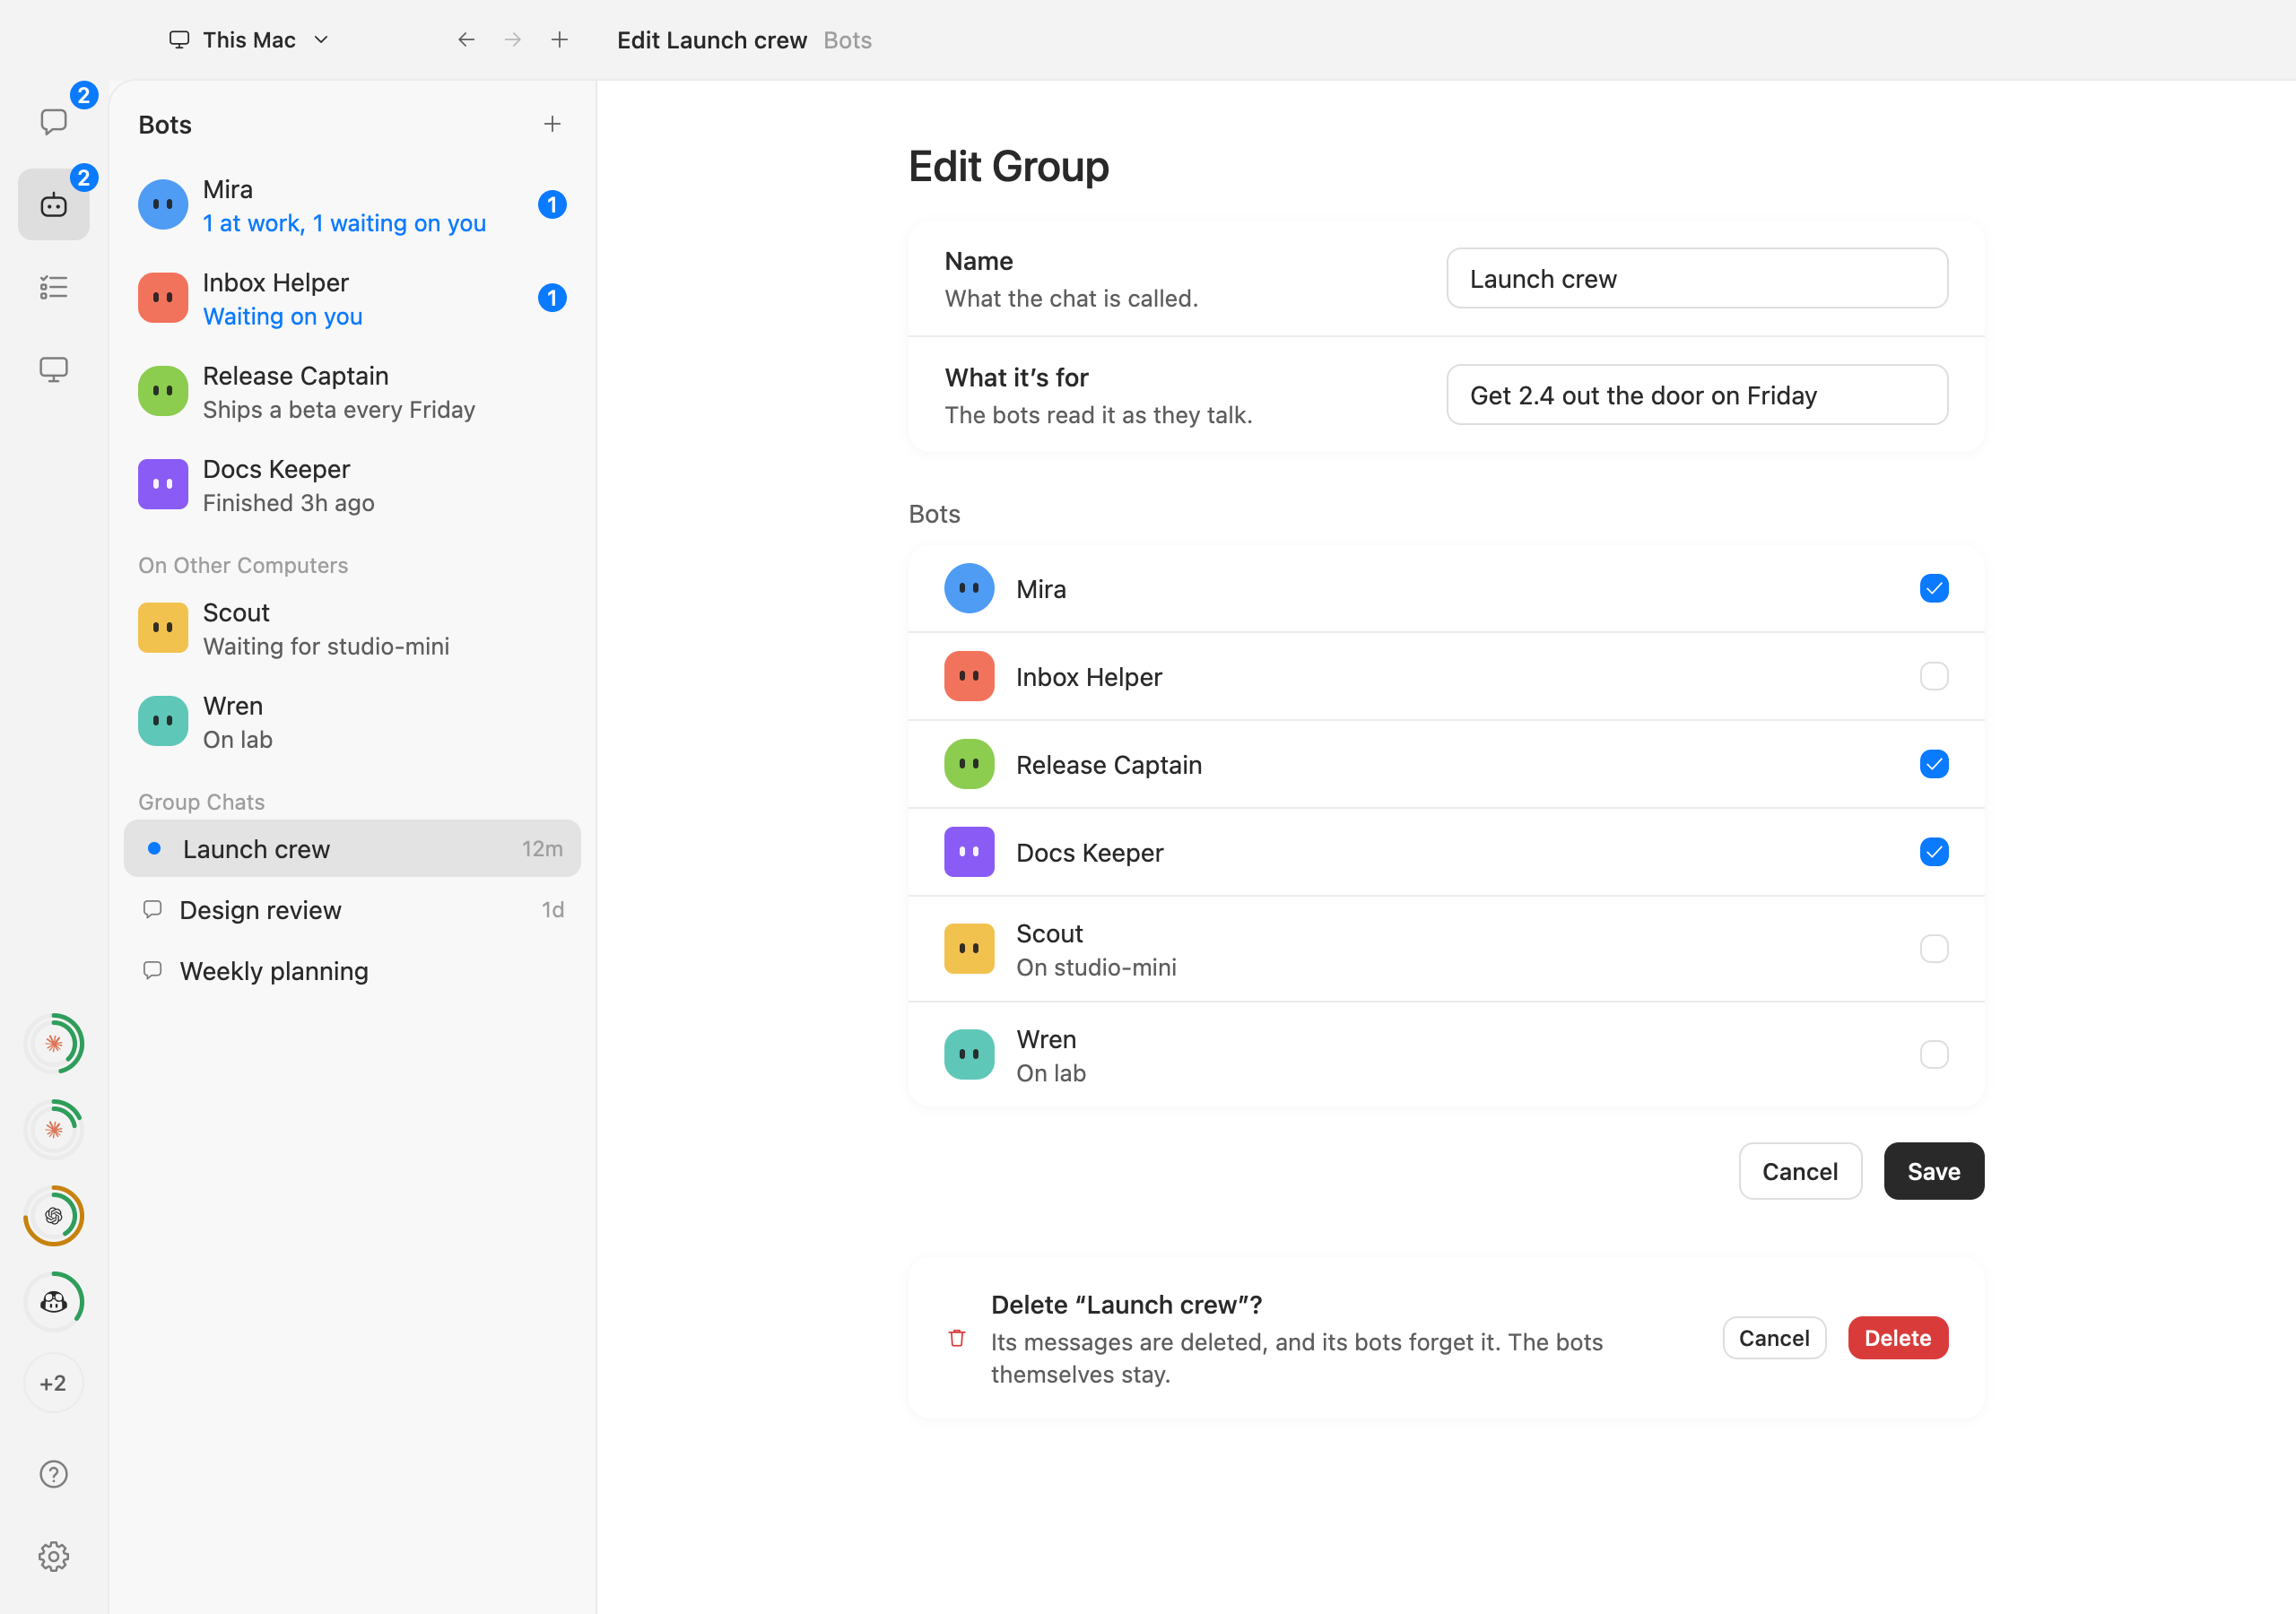 This Mac
Edit Launch crew Bots
2
2
Bots
Mira
1 at work, 1 waiting on you
1
Inbox Helper
Waiting on you
1
Release Captain
Ships a beta every Friday
Docs Keeper
Finished 3h ago
On Other Computers
Scout
Waiting for studio-mini
Wren
On lab
Group Chats
Launch crew 12m
Design review 1d
Weekly planning
+2
Edit Group
Name
What the chat is called.
Launch crew
What it’s for
The bots read it as they talk.
Get 2.4 out the door on Friday
Bots
Mira
Inbox Helper
Release Captain
Docs Keeper
Scout
On studio-mini
Wren
On lab
Cancel Save
Delete “Launch crew”?
Its messages are deleted, and its bots forget it. The bots
themselves stay.
Cancel Delete